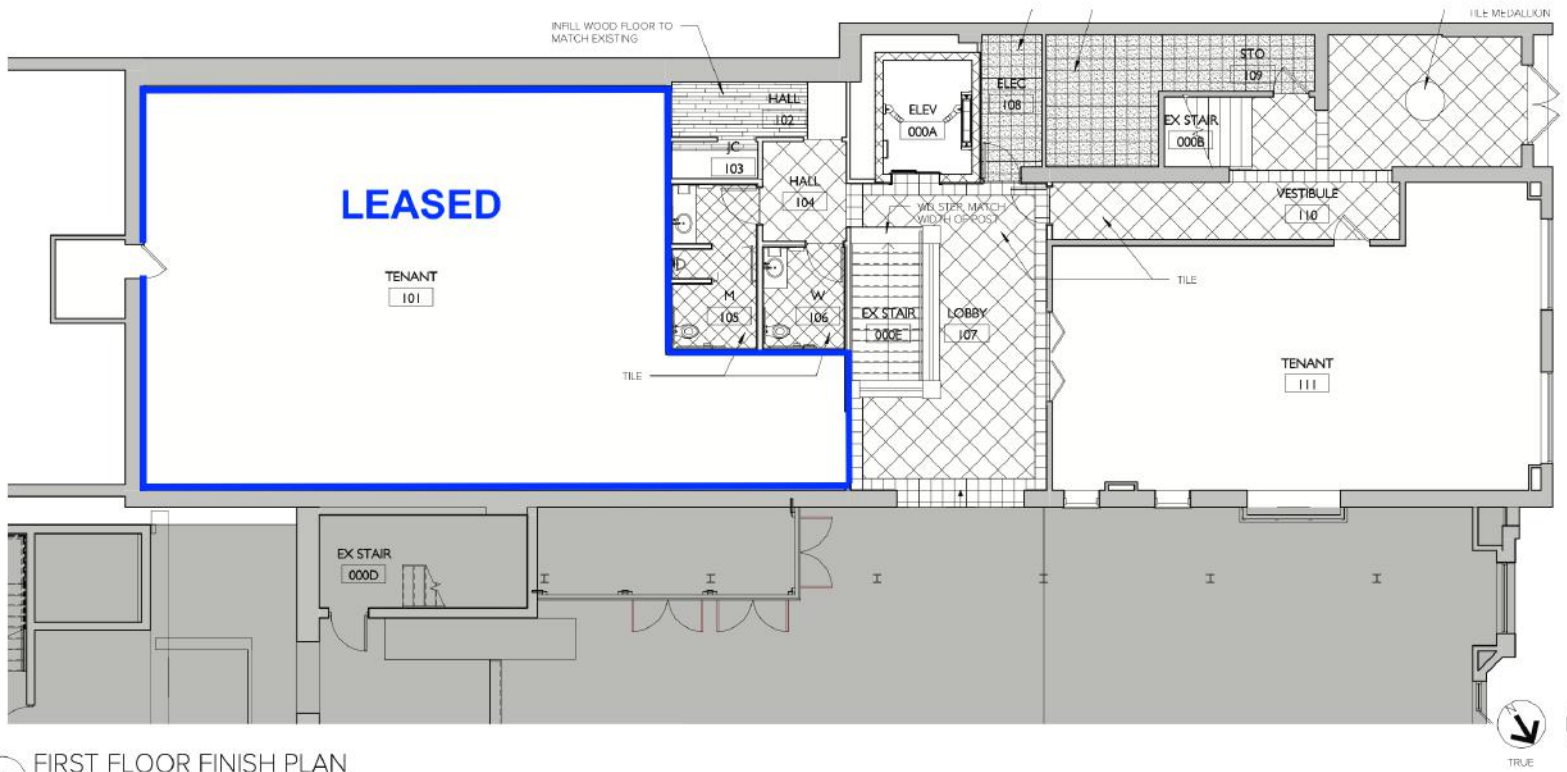 INFILL WOOD FLOOR TO
MATCH EXISTING
TILE MEDALLION
HALL
102
JC
103
HALL
104
ELEV
000A
ELEC
108
STO
109
EX STAIR
000B
VESTIBULE
110
LEASED
TENANT
101
WD STEP, MATCH
WIDTH OF POST
TILE
M
105
W
106
EX STAIR
000E
LOBBY
107
TENANT
111
TILE
EX STAIR
000D
N
TRUE
FIRST FLOOR FINISH PLAN